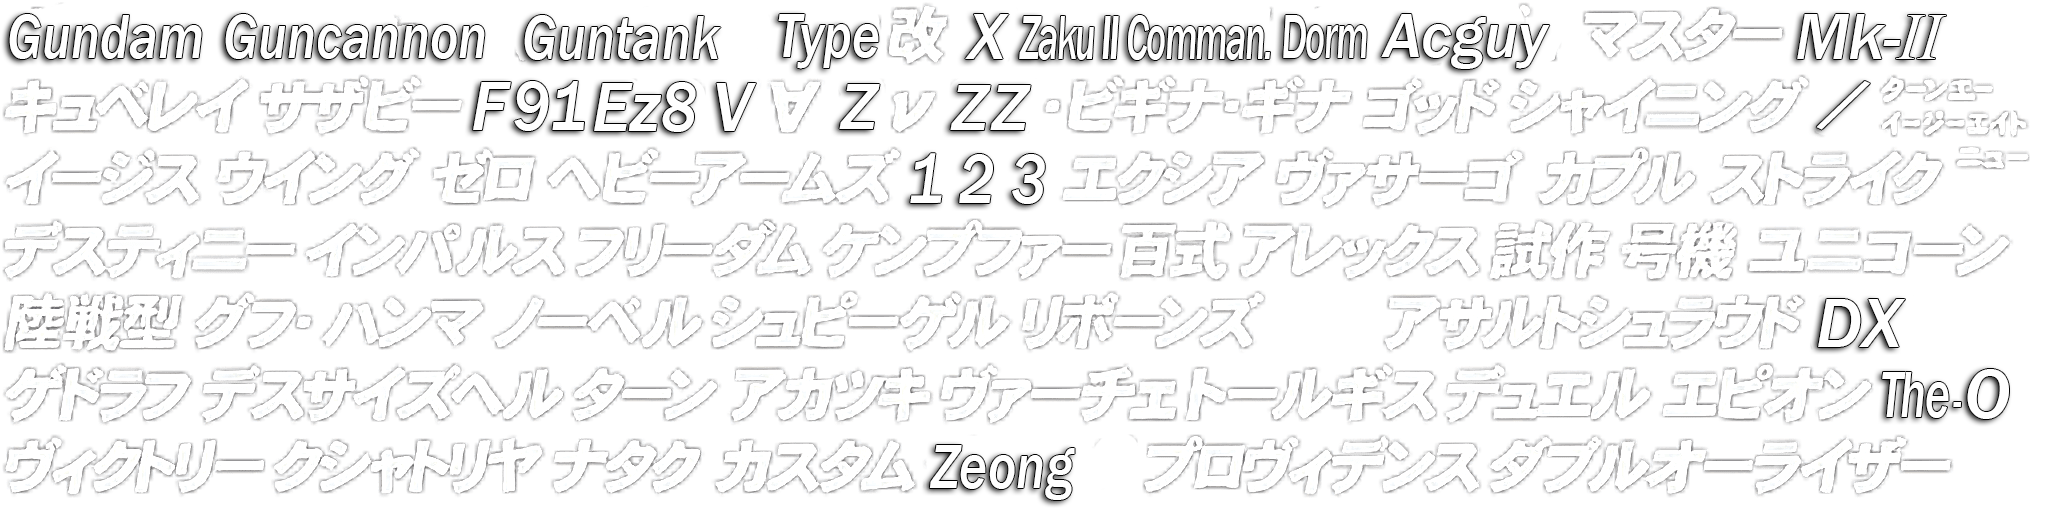 Gundam Guncannon Guntank Type 改 X Zaku II Comman. Dorm Acguy マスター Mk-II
キュベレイ サザビー F91 Ez8 V ∀ Z ν ZZ ・ビギナ・ギナ ゴッド シャイニング / ターンエー
イージーエイト
イージス ウイング ゼロ ヘビーアームズ 1 2 3 エクシア ヴァサーゴ カプル ストライク ニュー
デスティニー インパルス フリーダム ケンプファー 百式 アレックス 試作 号機 ユニコーン
陸戦型 グフ・ ハンマ ノーベル シュピーゲル リボーンズ アサルトシュラウド DX
ゲドラフ デスサイズヘル ターン アカツキ ヴァーチェ トールギス デュエル エピオン The-O
ヴィクトリー クシャトリヤ ナタク カスタム Zeong プロヴィデンス ダブルオーライザー